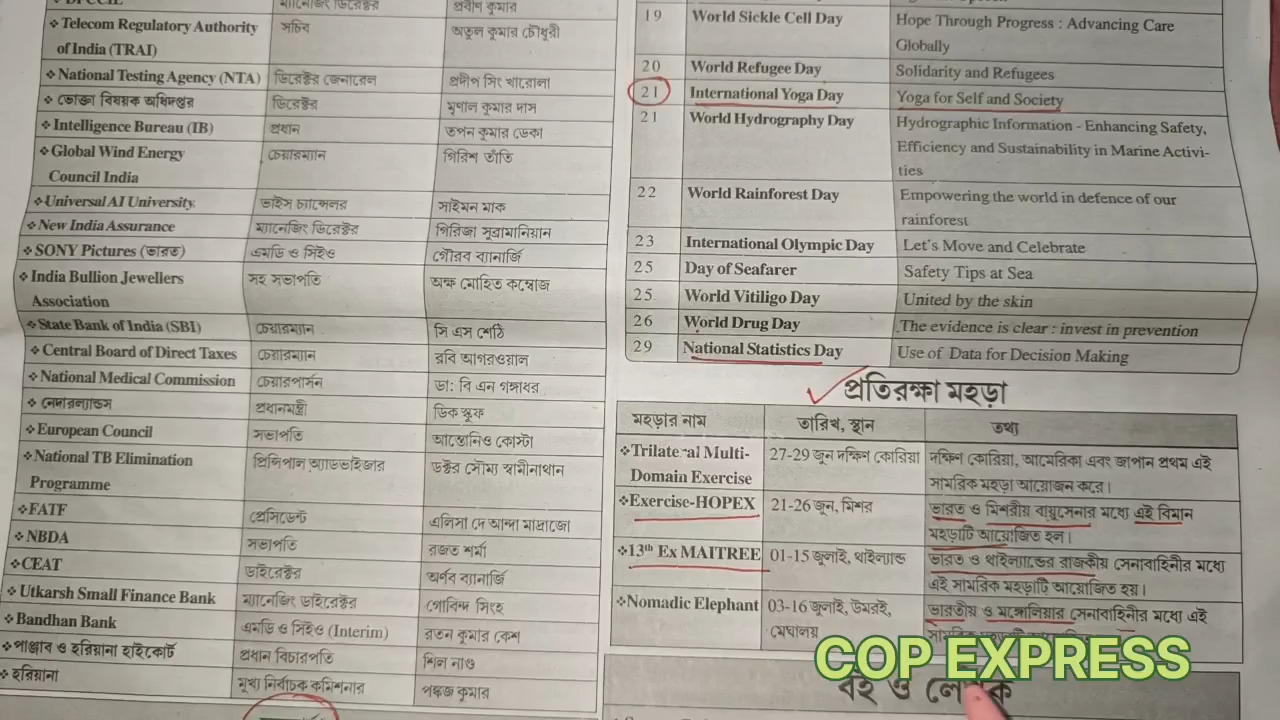 ম্যানেজিং ডিরেক্টর প্রবীণ কুমার
❖Telecom Regulatory Authority of India (TRAI) সচিব অতুল কুমার চৌধুরী
❖National Testing Agency (NTA) ডিরেক্টর জেনারেল প্রদীপ সিং খারোলা
❖ভোক্তা বিষয়ক অধিদপ্তর ডিরেক্টর মৃণাল কুমার দাস
❖Intelligence Bureau (IB) প্রধান তপন কুমার ডেকা
❖Global Wind Energy Council India চেয়ারম্যান গিরিশ তাঁতি
❖Universal AI University ভাইস চ্যান্সেলর সাইমন মাক
❖New India Assurance ম্যানেজিং ডিরেক্টর গিরিজা সুব্রামানিয়ান
❖SONY Pictures (ভারত) এমডি ও সিইও গৌরব ব্যানার্জি
❖India Bullion Jewellers Association সহ সভাপতি অক্ষ মোহিত কম্বোজ
❖State Bank of India (SBI) চেয়ারম্যান সি এস শেঠি
❖Central Board of Direct Taxes চেয়ারম্যান রবি আগরওয়াল
❖National Medical Commission চেয়ারপার্সন ডা: বি এন গঙ্গাধর
❖নেদারল্যান্ডস প্রধানমন্ত্রী ডিক স্কুফ
❖European Council সভাপতি আন্তোনিও কোস্টা
❖National TB Elimination Programme প্রিন্সিপাল অ্যাডভাইজার ডক্টর সৌম্য স্বামীনাথান
❖FATF প্রেসিডেন্ট এলিসা দে আন্দা মাদ্রাজো
❖NBDA সভাপতি রজত শর্মা
❖CEAT ডাইরেক্টর অর্ণব ব্যানার্জি
❖Utkarsh Small Finance Bank ম্যানেজিং ডাইরেক্টর গোবিন্দ সিংহ
❖Bandhan Bank এমডি ও সিইও (Interim) রতন কুমার কেশ
❖পাঞ্জাব ও হরিয়ানা হাইকোর্ট প্রধান বিচারপতি শিল নাগু
❖হরিয়ানা মুখ্য নির্বাচক কমিশনার পঙ্কজ কুমার
19 World Sickle Cell Day Hope Through Progress : Advancing Care Globally
20 World Refugee Day Solidarity and Refugees
21 International Yoga Day Yoga for Self and Society
21 World Hydrography Day Hydrographic Information - Enhancing Safety, Efficiency and Sustainability in Marine Activities
22 World Rainforest Day Empowering the world in defence of our rainforest
23 International Olympic Day Let's Move and Celebrate
25 Day of Seafarer Safety Tips at Sea
25 World Vitiligo Day United by the skin
26 World Drug Day The evidence is clear : invest in prevention
29 National Statistics Day Use of Data for Decision Making
প্রতিরক্ষা মহড়া
মহড়ার নাম তারিখ, স্থান তথ্য
❖Trilateral Multi-Domain Exercise 27-29 জুন দক্ষিণ কোরিয়া দক্ষিণ কোরিয়া, আমেরিকা এবং জাপান প্রথম এই সামরিক মহড়া আয়োজন করে।
❖Exercise-HOPEX 21-26 জুন, মিশর ভারত ও মিশরীয় বায়ুসেনার মধ্যে এই বিমান মহড়াটি আয়োজিত হল।
❖13th Ex MAITREE 01-15 জুলাই, থাইল্যান্ড ভারত ও থাইল্যান্ডের রাজকীয় সেনাবাহিনীর মধ্যে এই সামরিক মহড়াটি আয়োজিত হয়।
❖Nomadic Elephant 03-16 জুলাই, উমরই, মেঘালয় ভারতীয় ও মঙ্গোলিয়ার সেনাবাহিনীর মধ্যে এই
COP EXPRESS
বই ও লেখক